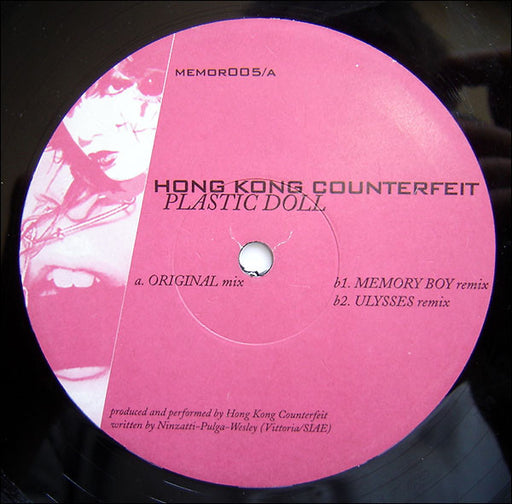 MEMOR005/A
HONG KONG COUNTERFEIT
PLASTIC DOLL
a. ORIGINAL mix
b1. MEMORY BOY remix
b2. ULYSSES remix
produced and performed by Hong Kong Counterfeit
written by Ninzatti-Pulga-Wesley (Vittoria/SIAE)